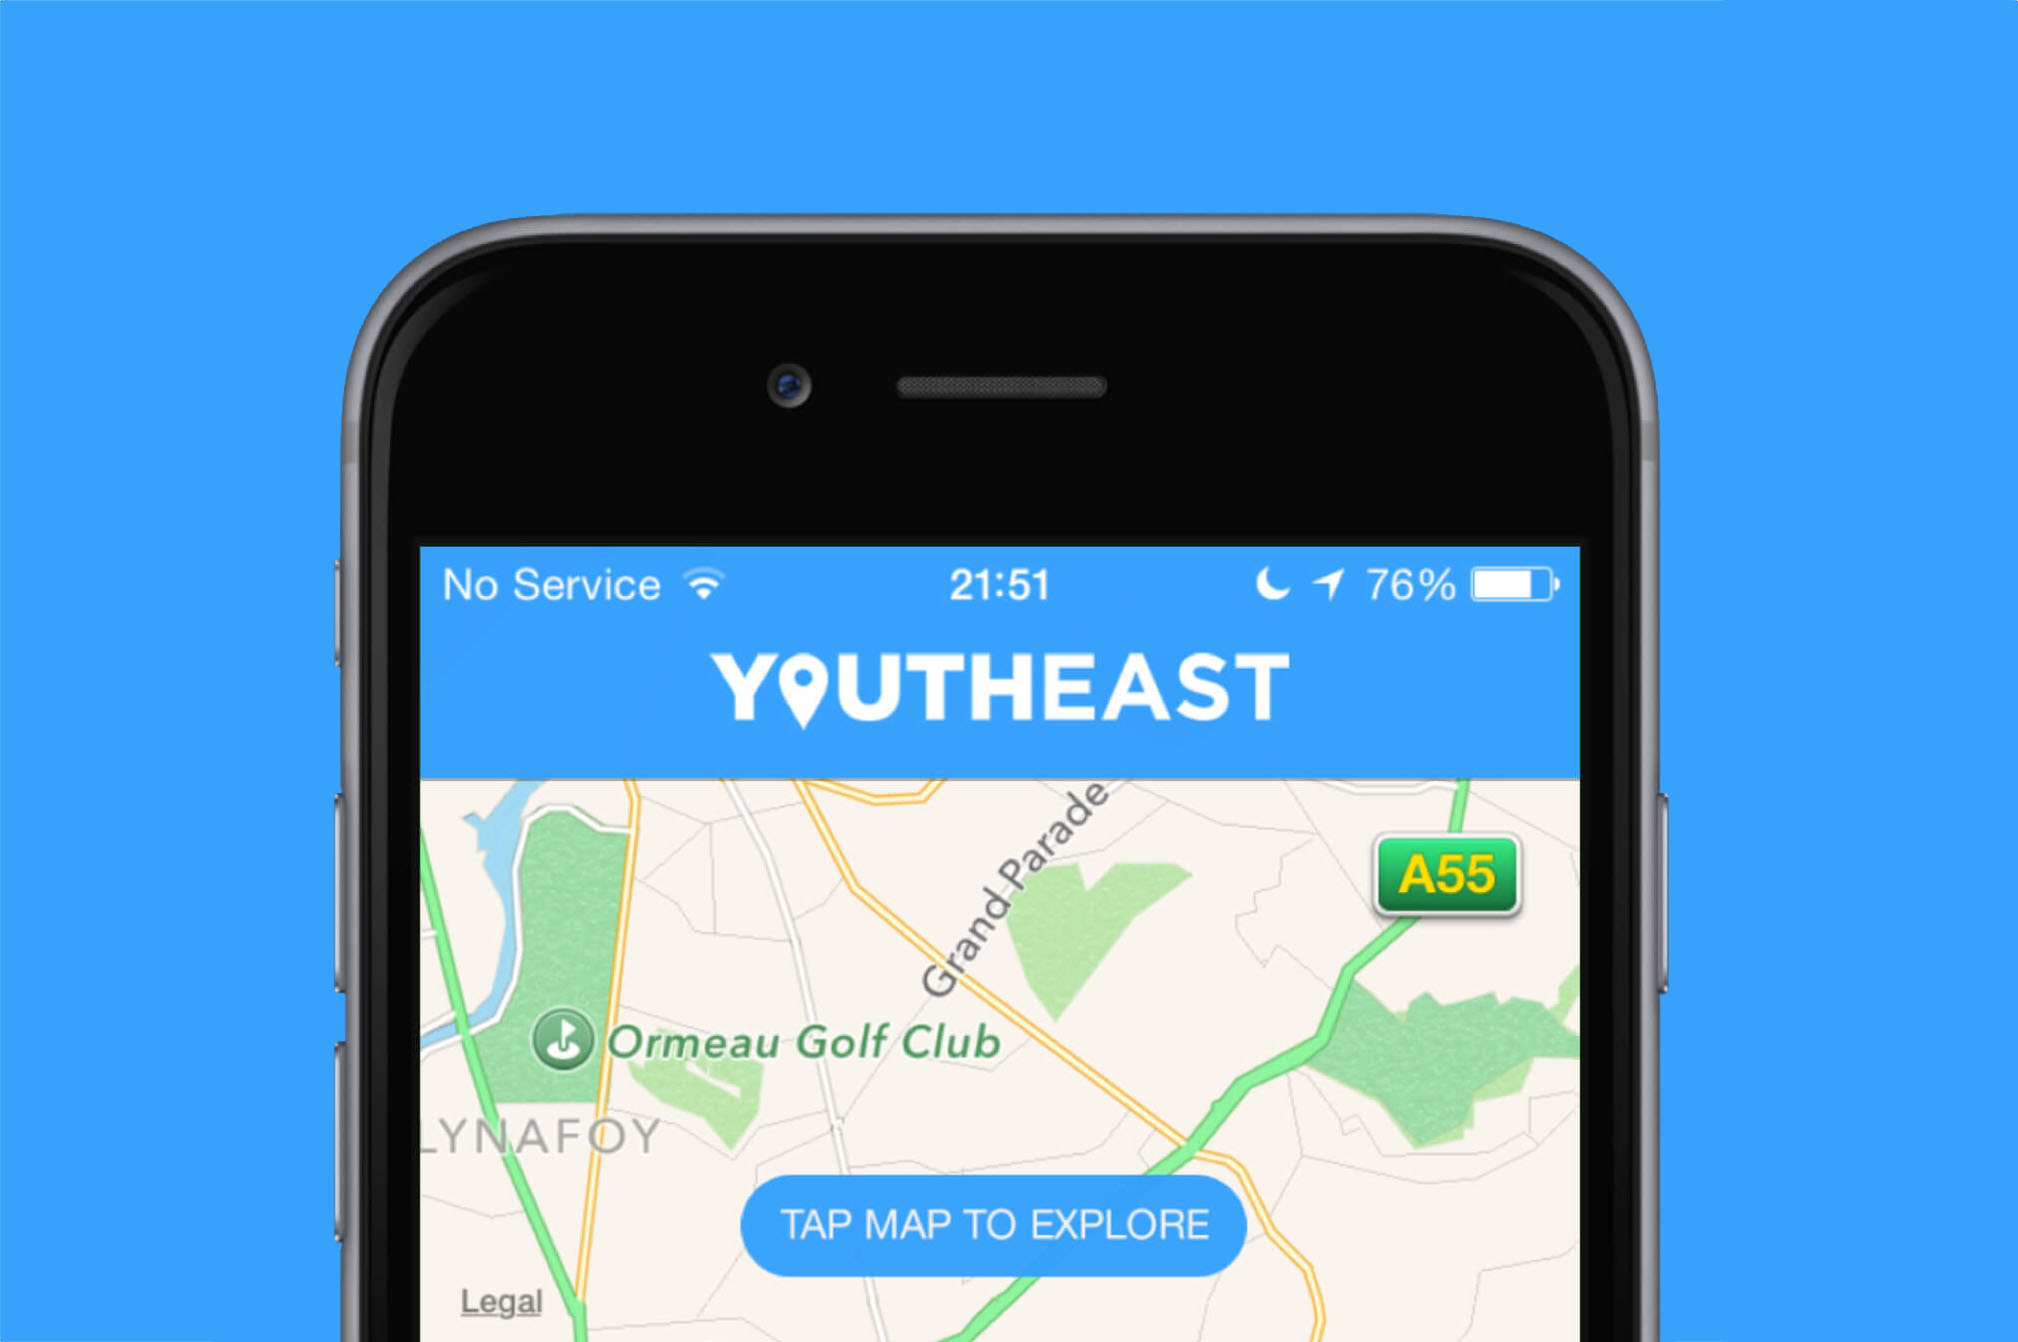 No Service 21:51 76%
YOUTHEAST
Grand Parade
A55
Ormeau Golf Club
LYNAFOY
TAP MAP TO EXPLORE
Legal